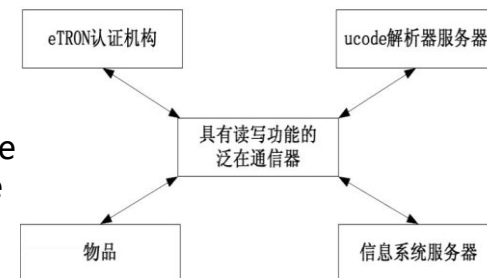 eTRON认证机构
ucode解析器服务器
具有读写功能的
泛在通信器
e
e
物品
信息系统服务器